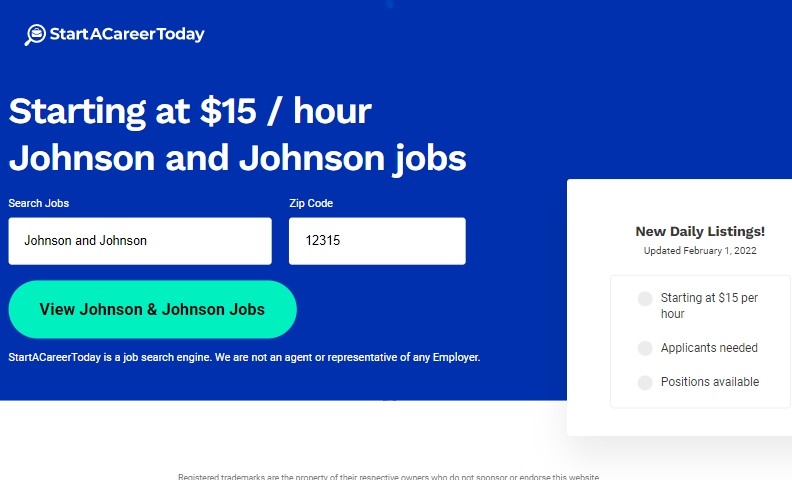 StartACareerToday
Starting at $15 / hour
Johnson and Johnson jobs
Search Jobs
Zip Code
Johnson and Johnson
12315
View Johnson & Johnson Jobs
StartACareerToday is a job search engine. We are not an agent or representative of any Employer.
New Daily Listings!
Updated February 1, 2022
Starting at $15 per
hour
Applicants needed
Positions available
Registered trademarks are the property of their respective owners who do not sponsor or endorse this website